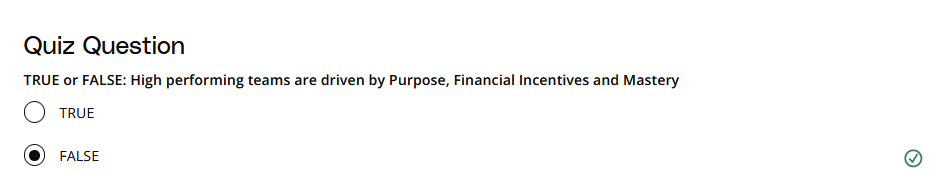 Quiz Question
TRUE or FALSE: High performing teams are driven by Purpose, Financial Incentives and Mastery
TRUE
FALSE